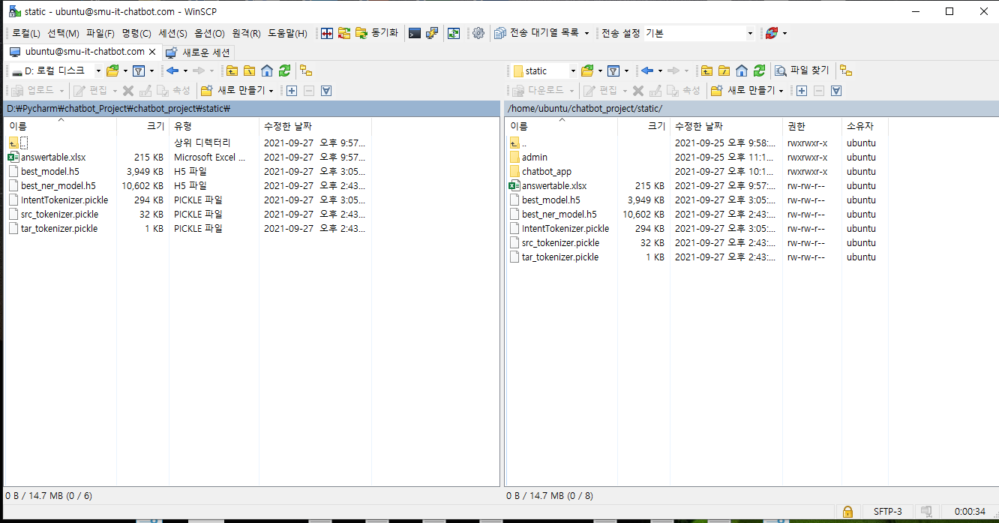 static - ubuntu@smu-it-chatbot.com - WinSCP
로컬(L) 선택(M) 파일(F) 명령(C) 세션(S) 옵션(O) 원격(R) 도움말(H) 동기화 전송 대기열 목록 전송 설정 기본
ubuntu@smu-it-chatbot.com 새로운 세션
D: 로컬 디스크
업로드 편집 속성 새로 만들기
D:₩Pycharm₩chatbot_Project₩chatbot_project₩static₩
이름 크기 유형 수정한 날짜
.. 상위 디렉터리 2021-09-27 오후 9:57...
answertable.xlsx 215 KB Microsoft Excel ... 2021-09-27 오후 9:57...
best_model.h5 3,949 KB H5 파일 2021-09-27 오후 3:05...
best_ner_model.h5 10,602 KB H5 파일 2021-09-27 오후 2:43...
IntentTokenizer.pickle 294 KB PICKLE 파일 2021-09-27 오후 3:05...
src_tokenizer.pickle 32 KB PICKLE 파일 2021-09-27 오후 2:43...
tar_tokenizer.pickle 1 KB PICKLE 파일 2021-09-27 오후 2:43...
0 B / 14.7 MB (0 / 6)
static 파일 찾기
다운로드 편집 속성 새로 만들기
/home/ubuntu/chatbot_project/static/
이름 크기 수정한 날짜 권한 소유자
.. 2021-09-25 오후 9:58:... rwxrwxr-x ubuntu
admin 2021-09-25 오후 11:1... rwxrwxr-x ubuntu
chatbot_app 2021-09-27 오후 10:1... rwxrwxr-x ubuntu
answertable.xlsx 215 KB 2021-09-27 오후 9:57:... rw-rw-r-- ubuntu
best_model.h5 3,949 KB 2021-09-27 오후 3:05:... rw-rw-r-- ubuntu
best_ner_model.h5 10,602 KB 2021-09-27 오후 2:43:... rw-rw-r-- ubuntu
IntentTokenizer.pickle 294 KB 2021-09-27 오후 3:05:... rw-rw-r-- ubuntu
src_tokenizer.pickle 32 KB 2021-09-27 오후 2:43:... rw-rw-r-- ubuntu
tar_tokenizer.pickle 1 KB 2021-09-27 오후 2:43:... rw-rw-r-- ubuntu
0 B / 14.7 MB (0 / 8)
SFTP-3 0:00:34